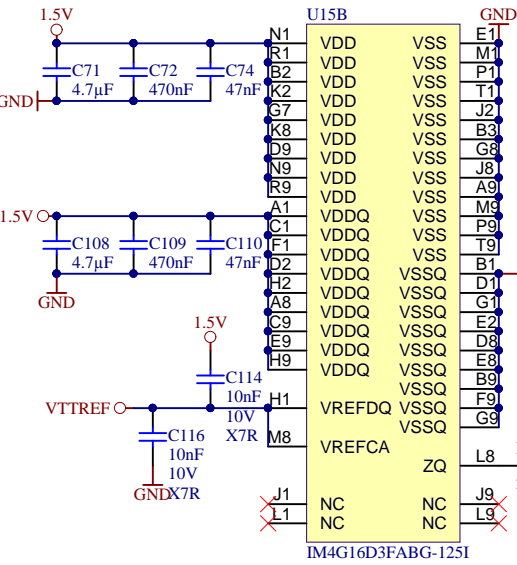 1.5V
U15B
GND
N1 VDD VSS E1
R1 VDD VSS M1
C71 C72 C74 B2 VDD VSS P1
4.7µF 470nF 47nF K2 VDD VSS T1
GND G7 VDD VSS J2
K8 VDD VSS B3
D9 VDD VSS G8
N9 VDD VSS J8
R9 VDD VSS A9
1.5V A1 VDDQ VSS M9
C1 VDDQ VSS P9
C108 C109 C110 F1 VDDQ VSS T9
4.7µF 470nF 47nF D2 VDDQ VSSQ B1
GND H2 VDDQ VSSQ D1
A8 VDDQ VSSQ G1
1.5V C9 VDDQ VSSQ E2
E9 VDDQ VSSQ D8
H9 VDDQ VSSQ E8
C114 VSSQ B9
10nF
VTTREF H1 VREFDQ VSSQ F9
10V
VSSQ G9
C116 X7R M8 VREFCA
10nF ZQ L8
10V
GND X7R
J1 NC NC J9
L1 NC NC L9
IM4G16D3FABG-125I